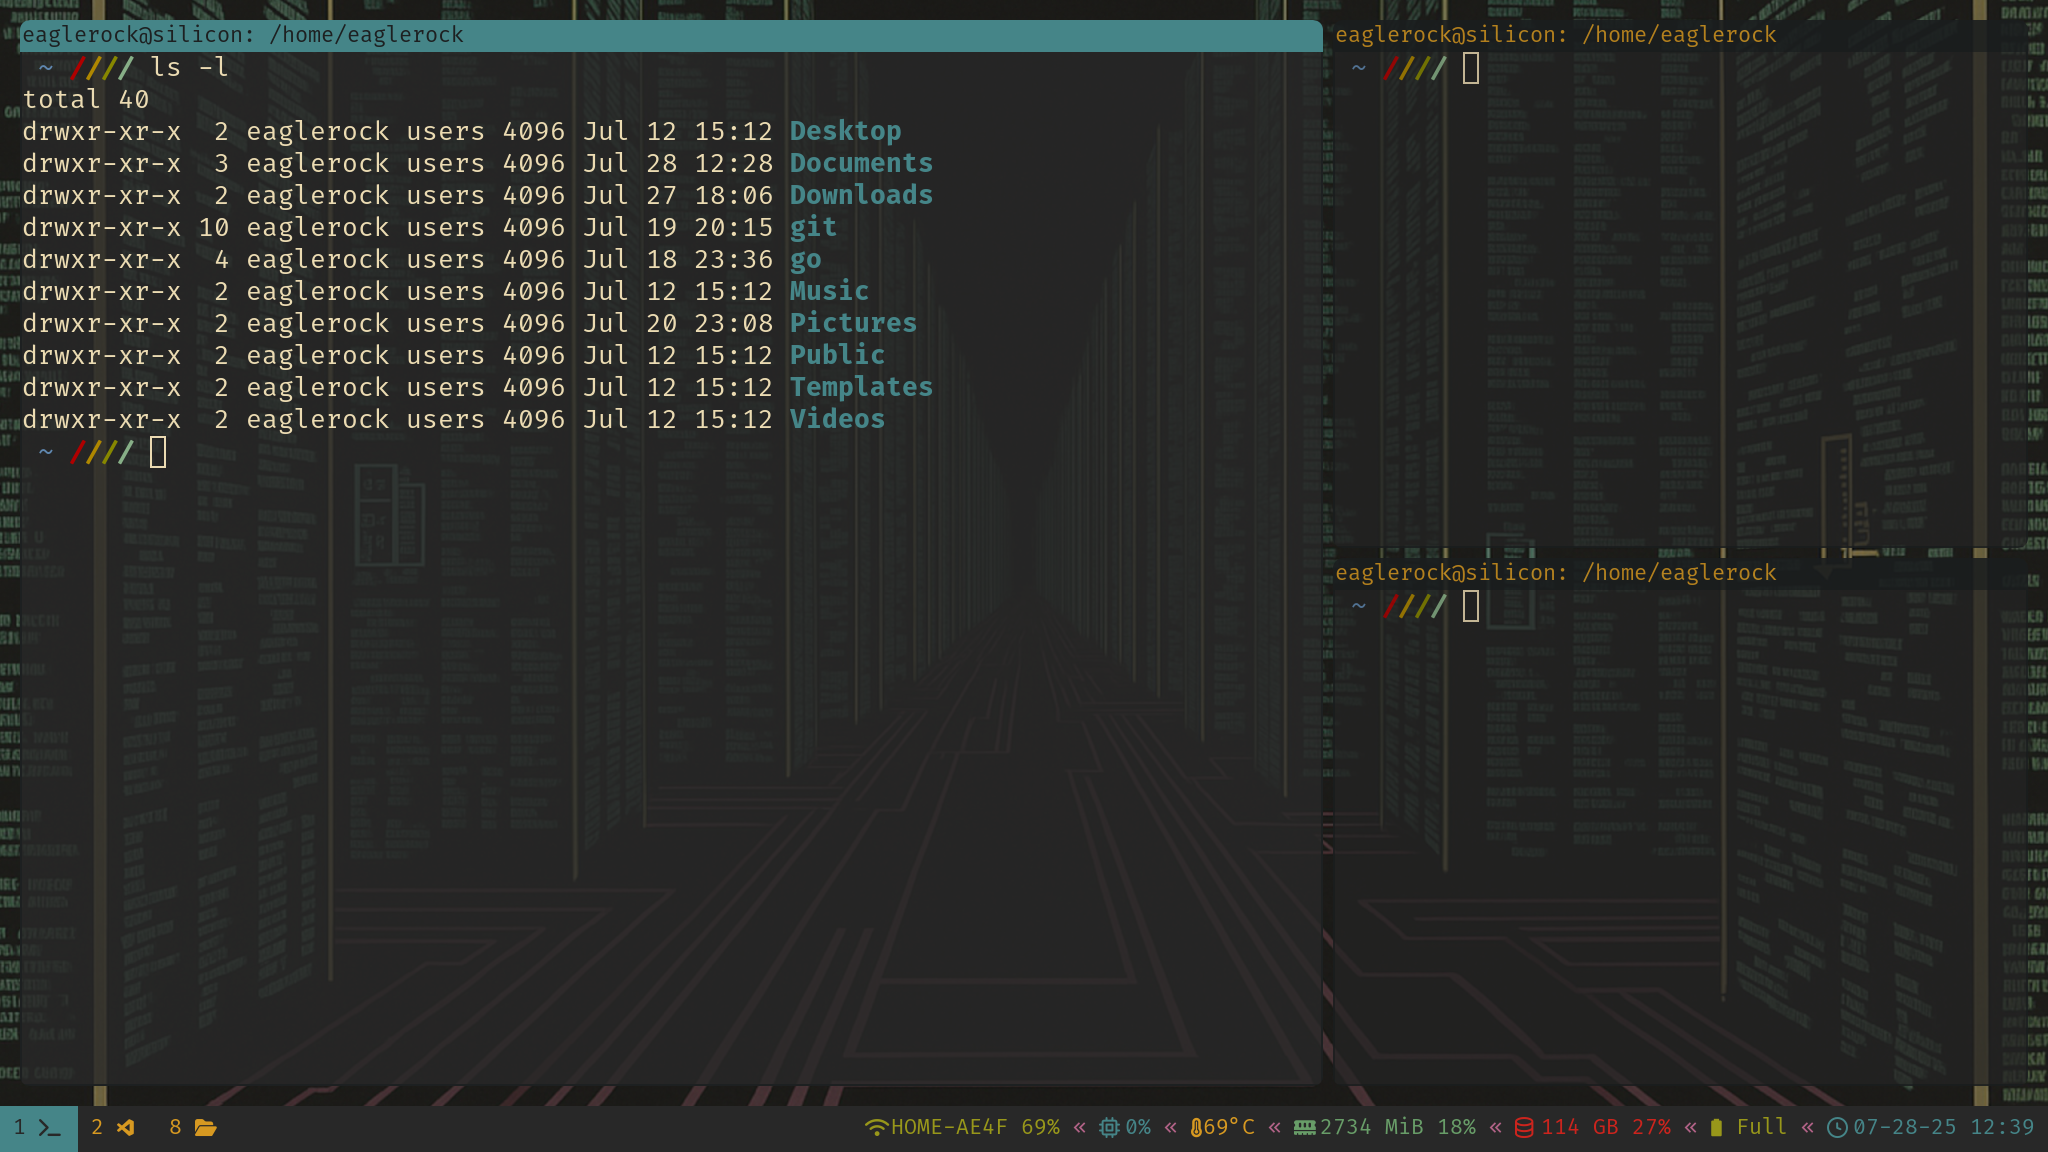 eaglerock@silicon: /home/eaglerock
~ //// ls -l
total 40
drwxr-xr-x  2 eaglerock users 4096 Jul 12 15:12 Desktop
drwxr-xr-x  3 eaglerock users 4096 Jul 28 12:28 Documents
drwxr-xr-x  2 eaglerock users 4096 Jul 27 18:06 Downloads
drwxr-xr-x 10 eaglerock users 4096 Jul 19 20:15 git
drwxr-xr-x  4 eaglerock users 4096 Jul 18 23:36 go
drwxr-xr-x  2 eaglerock users 4096 Jul 12 15:12 Music
drwxr-xr-x  2 eaglerock users 4096 Jul 20 23:08 Pictures
drwxr-xr-x  2 eaglerock users 4096 Jul 12 15:12 Public
drwxr-xr-x  2 eaglerock users 4096 Jul 12 15:12 Templates
drwxr-xr-x  2 eaglerock users 4096 Jul 12 15:12 Videos
~ ////
eaglerock@silicon: /home/eaglerock
~ ////
eaglerock@silicon: /home/eaglerock
~ ////
1 2 8 HOME-AE4F 69% « 0% « 69°C « 2734 MiB 18% « 114 GB 27% « Full « 07-28-25 12:39